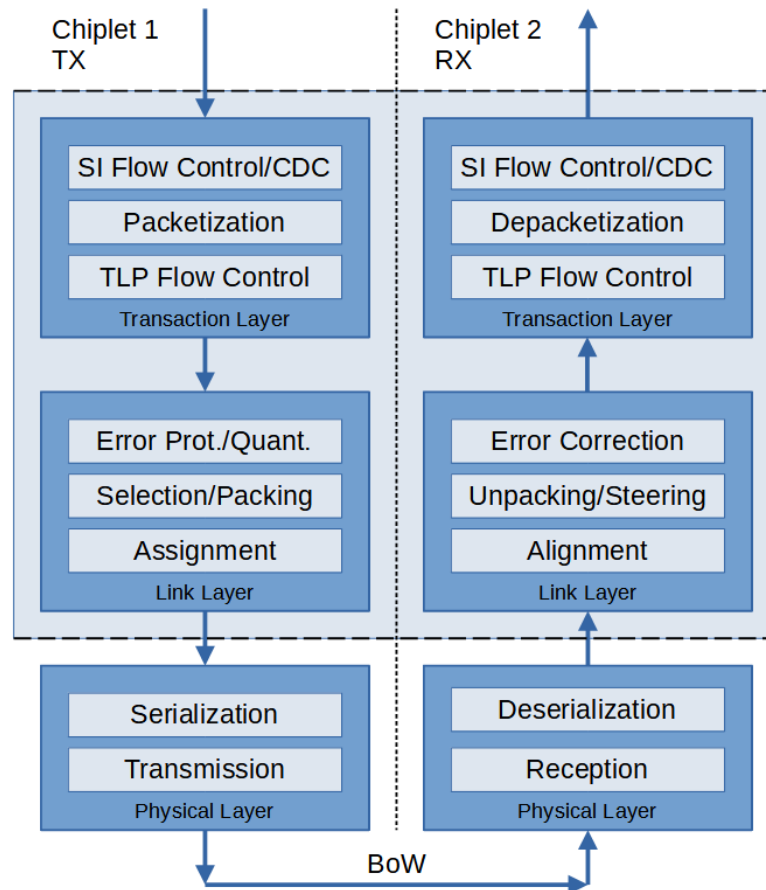 Chiplet 1
TX
SI Flow Control/CDC
Packetization
TLP Flow Control
Transaction Layer
Error Prot./Quant.
Selection/Packing
Assignment
Link Layer
Serialization
Transmission
Physical Layer
Chiplet 2
RX
SI Flow Control/CDC
Depacketization
TLP Flow Control
Transaction Layer
Error Correction
Unpacking/Steering
Alignment
Link Layer
Deserialization
Reception
Physical Layer
BoW